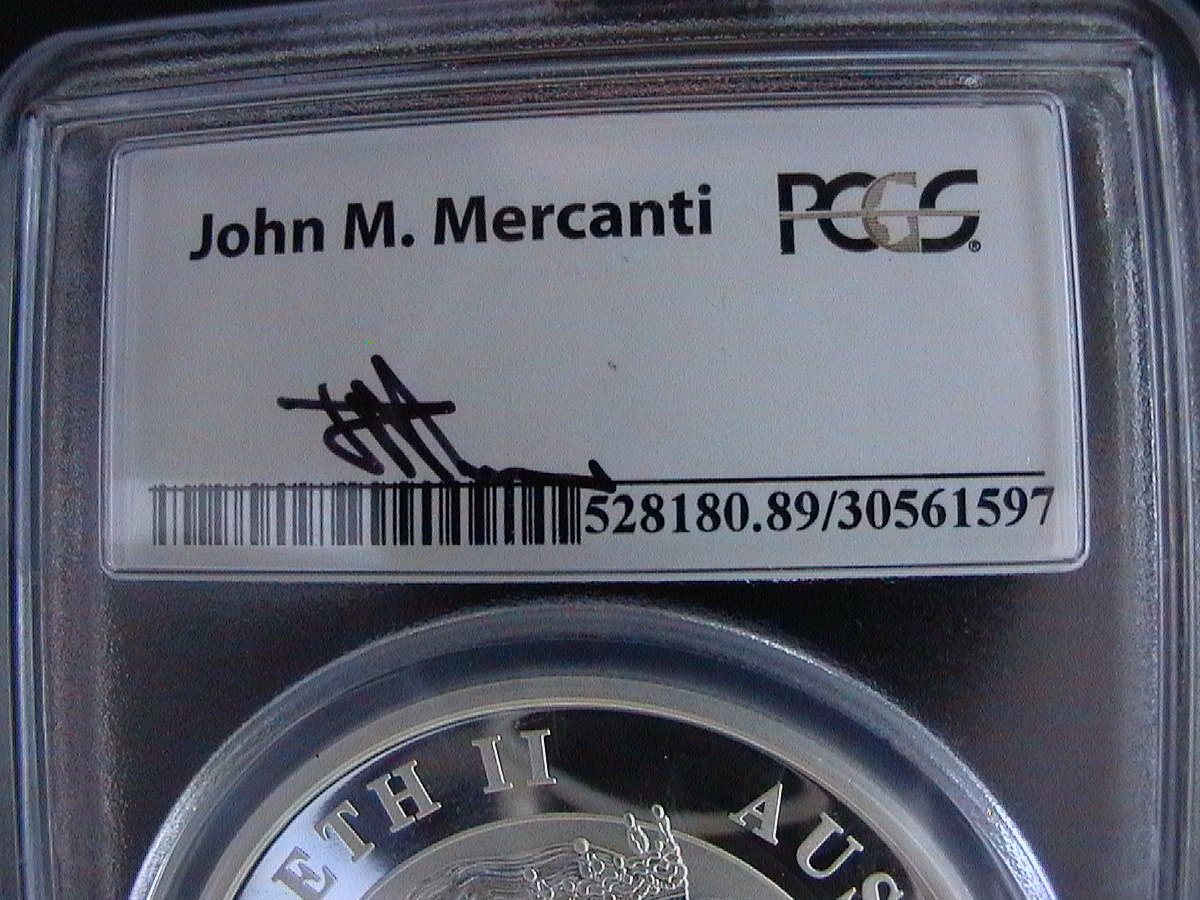 John M. Mercanti PCGS®
528180.89/30561597
ETH II AUS